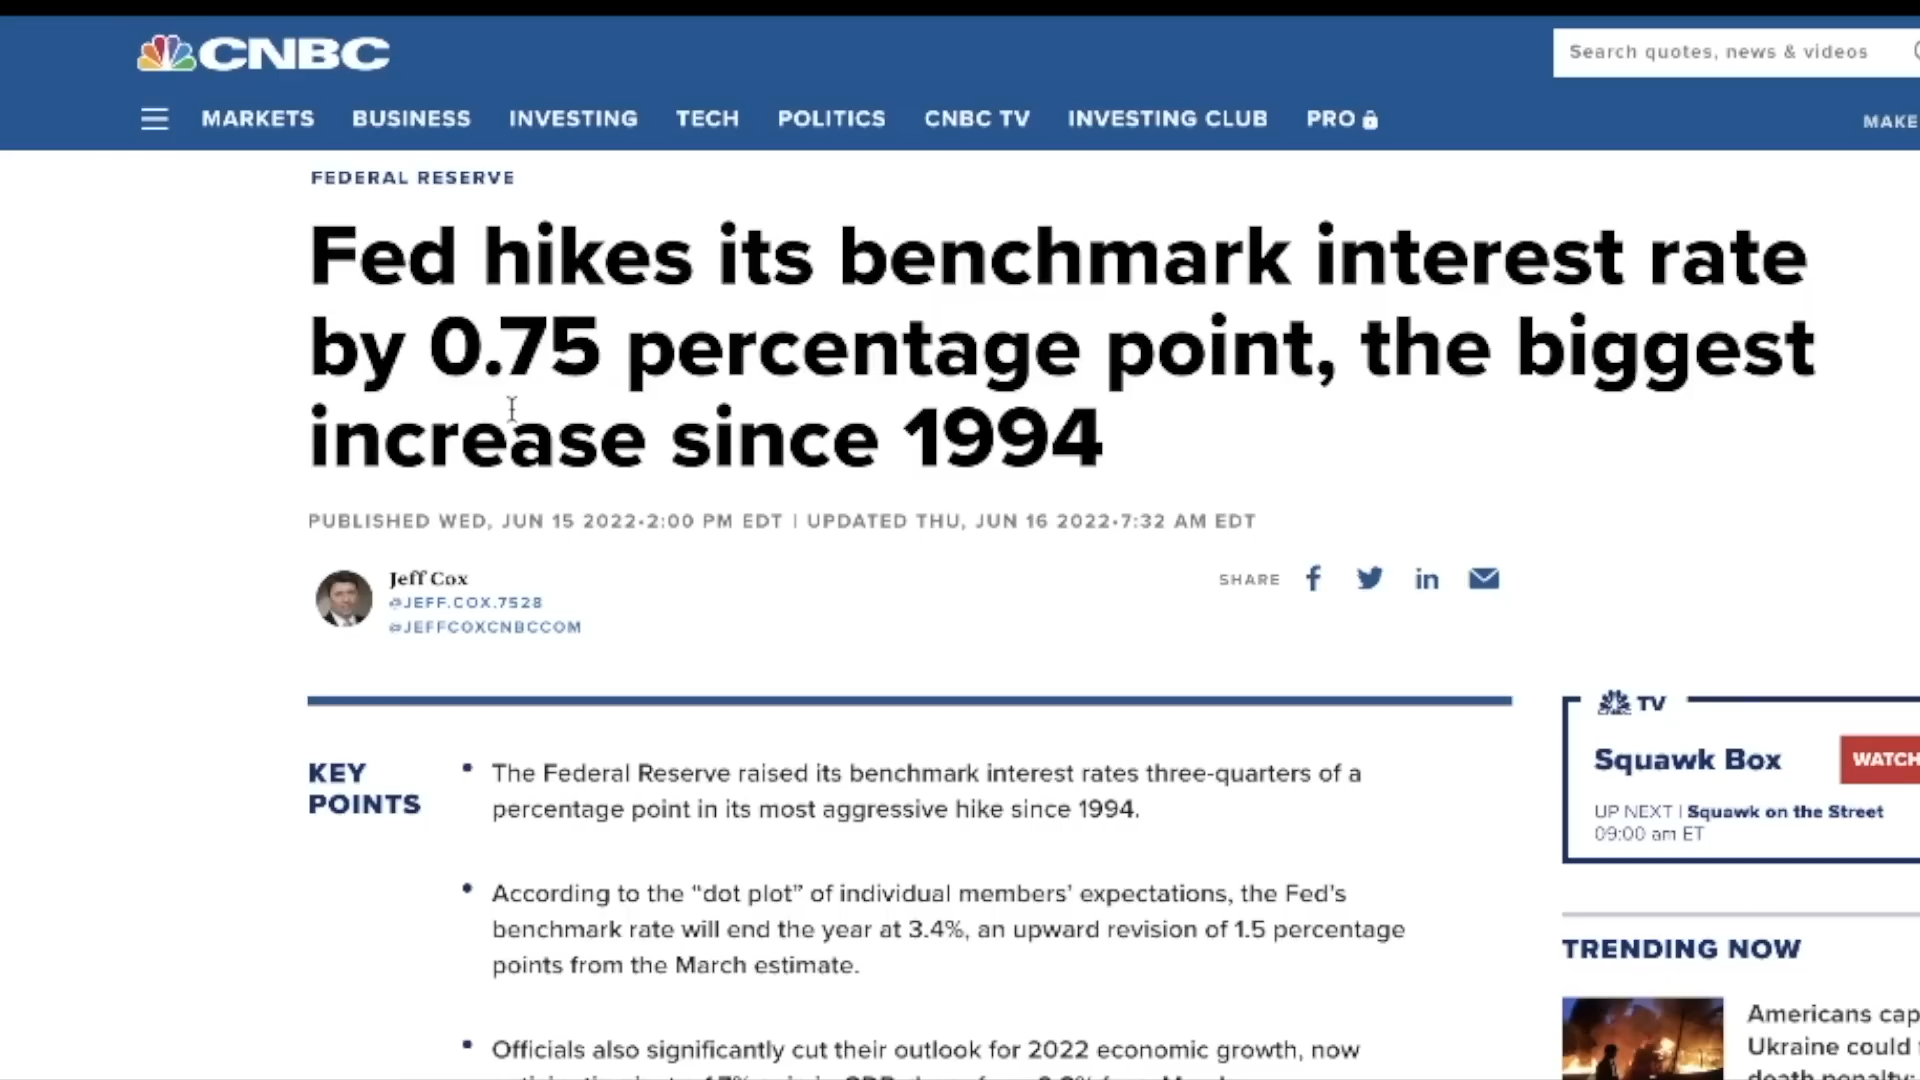 CNBC
Search quotes, news & videos
MARKETS BUSINESS INVESTING TECH POLITICS CNBC TV INVESTING CLUB PRO
MAKE
FEDERAL RESERVE
Fed hikes its benchmark interest rate
by 0.75 percentage point, the biggest
increase since 1994
PUBLISHED WED, JUN 15 2022•2:00 PM EDT | UPDATED THU, JUN 16 2022•7:32 AM EDT
Jeff Cox
@JEFF.COX.7528
@JEFFCOXCNBCCOM
SHARE
KEY
POINTS
• The Federal Reserve raised its benchmark interest rates three-quarters of a
percentage point in its most aggressive hike since 1994.
• According to the “dot plot” of individual members’ expectations, the Fed’s
benchmark rate will end the year at 3.4%, an upward revision of 1.5 percentage
points from the March estimate.
• Officials also significantly cut their outlook for 2022 economic growth, now
CNBC TV
Squawk Box
WATCH
UP NEXT | Squawk on the Street
09:00 am ET
TRENDING NOW
Americans cap
Ukraine could
death penalty: